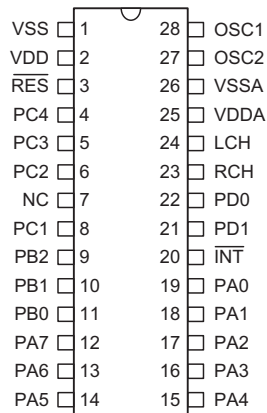 VSS 1 28 OSC1
VDD 2 27 OSC2
RES 3 26 VSSA
PC4 4 25 VDDA
PC3 5 24 LCH
PC2 6 23 RCH
NC 7 22 PD0
PC1 8 21 PD1
PB2 9 20 INT
PB1 10 19 PA0
PB0 11 18 PA1
PA7 12 17 PA2
PA6 13 16 PA3
PA5 14 15 PA4